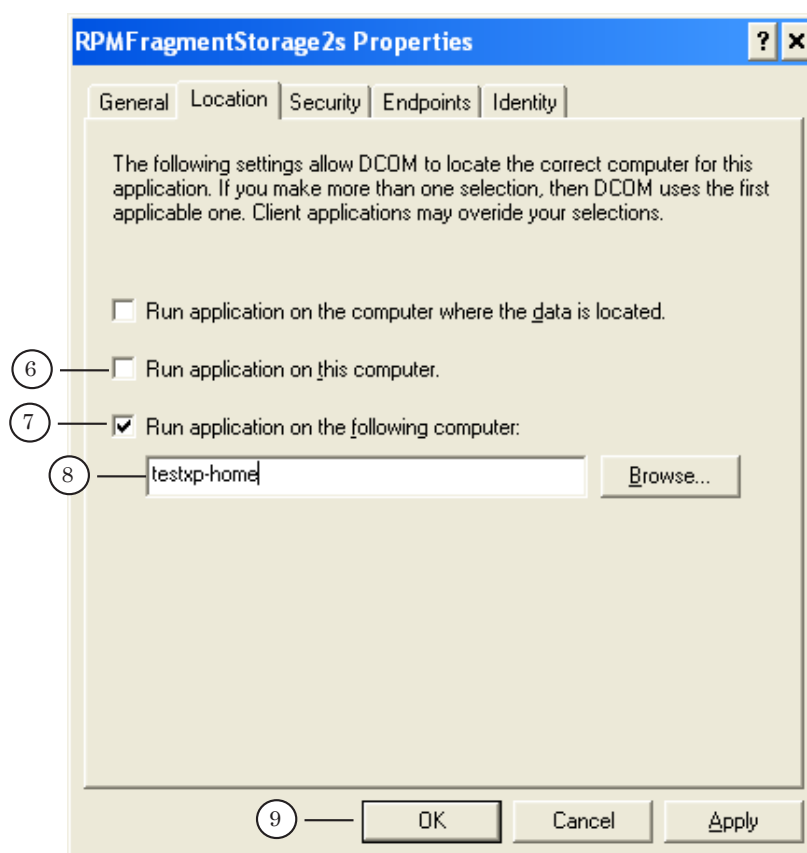 RPMFragmentStorage2s Properties
General Location Security Endpoints Identity
The following settings allow DCOM to locate the correct computer for this
application. If you make more than one selection, then DCOM uses the first
applicable one. Client applications may overide your selections.
Run application on the computer where the data is located.
6 Run application on this computer.
7 Run application on the following computer:
8 testxp-home Browse...
9 OK Cancel Apply